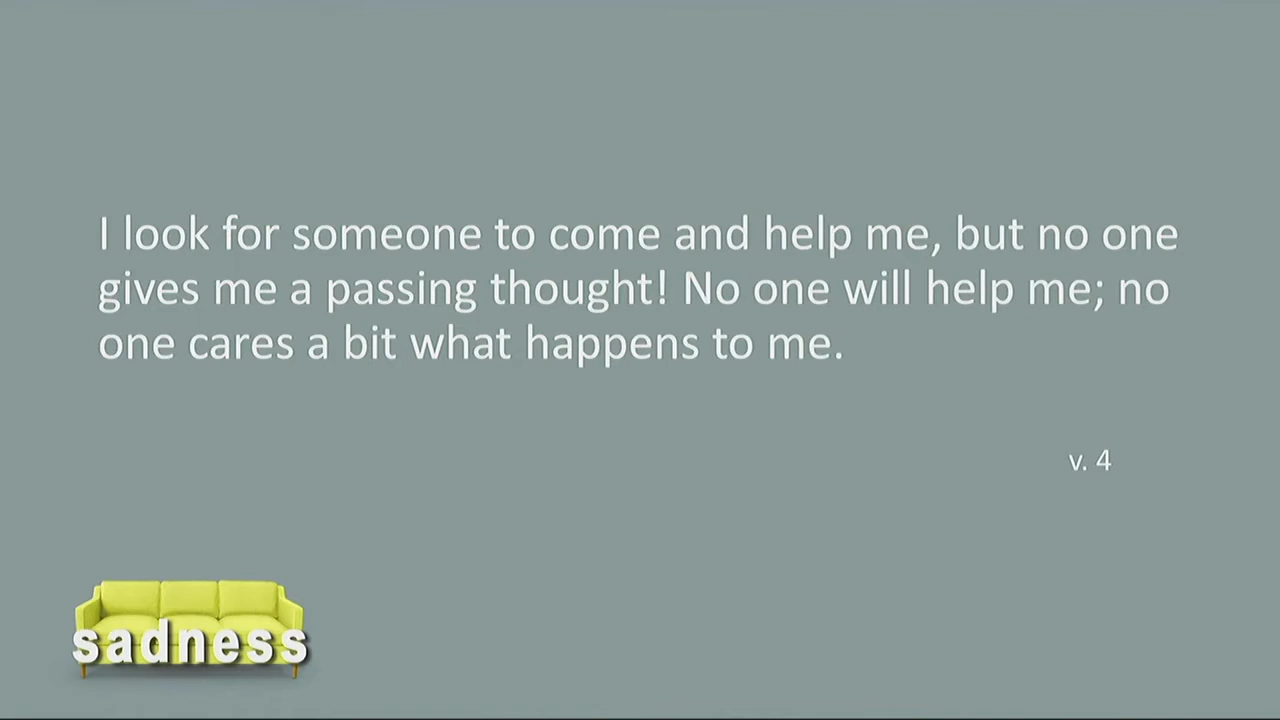 I look for someone to come and help me, but no one
gives me a passing thought! No one will help me; no
one cares a bit what happens to me.
v. 4
sadness